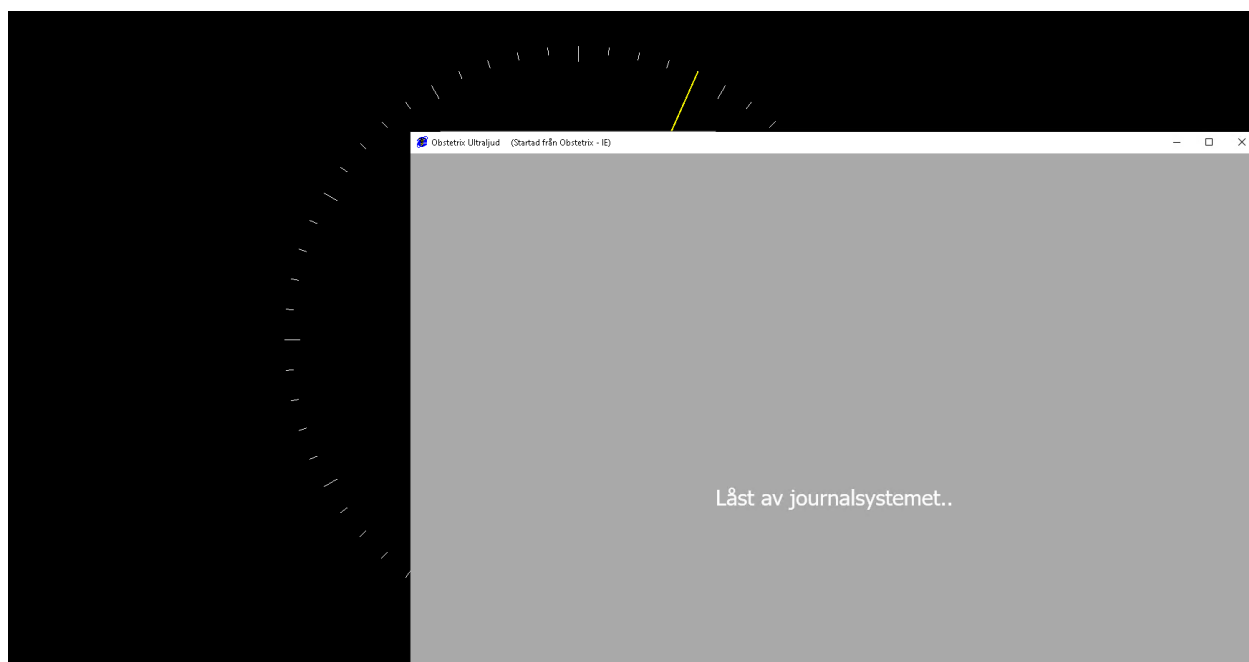 Obstetrix Ultraljud (Startad från Obstetrix - IE)
Låst av journalsystemet..